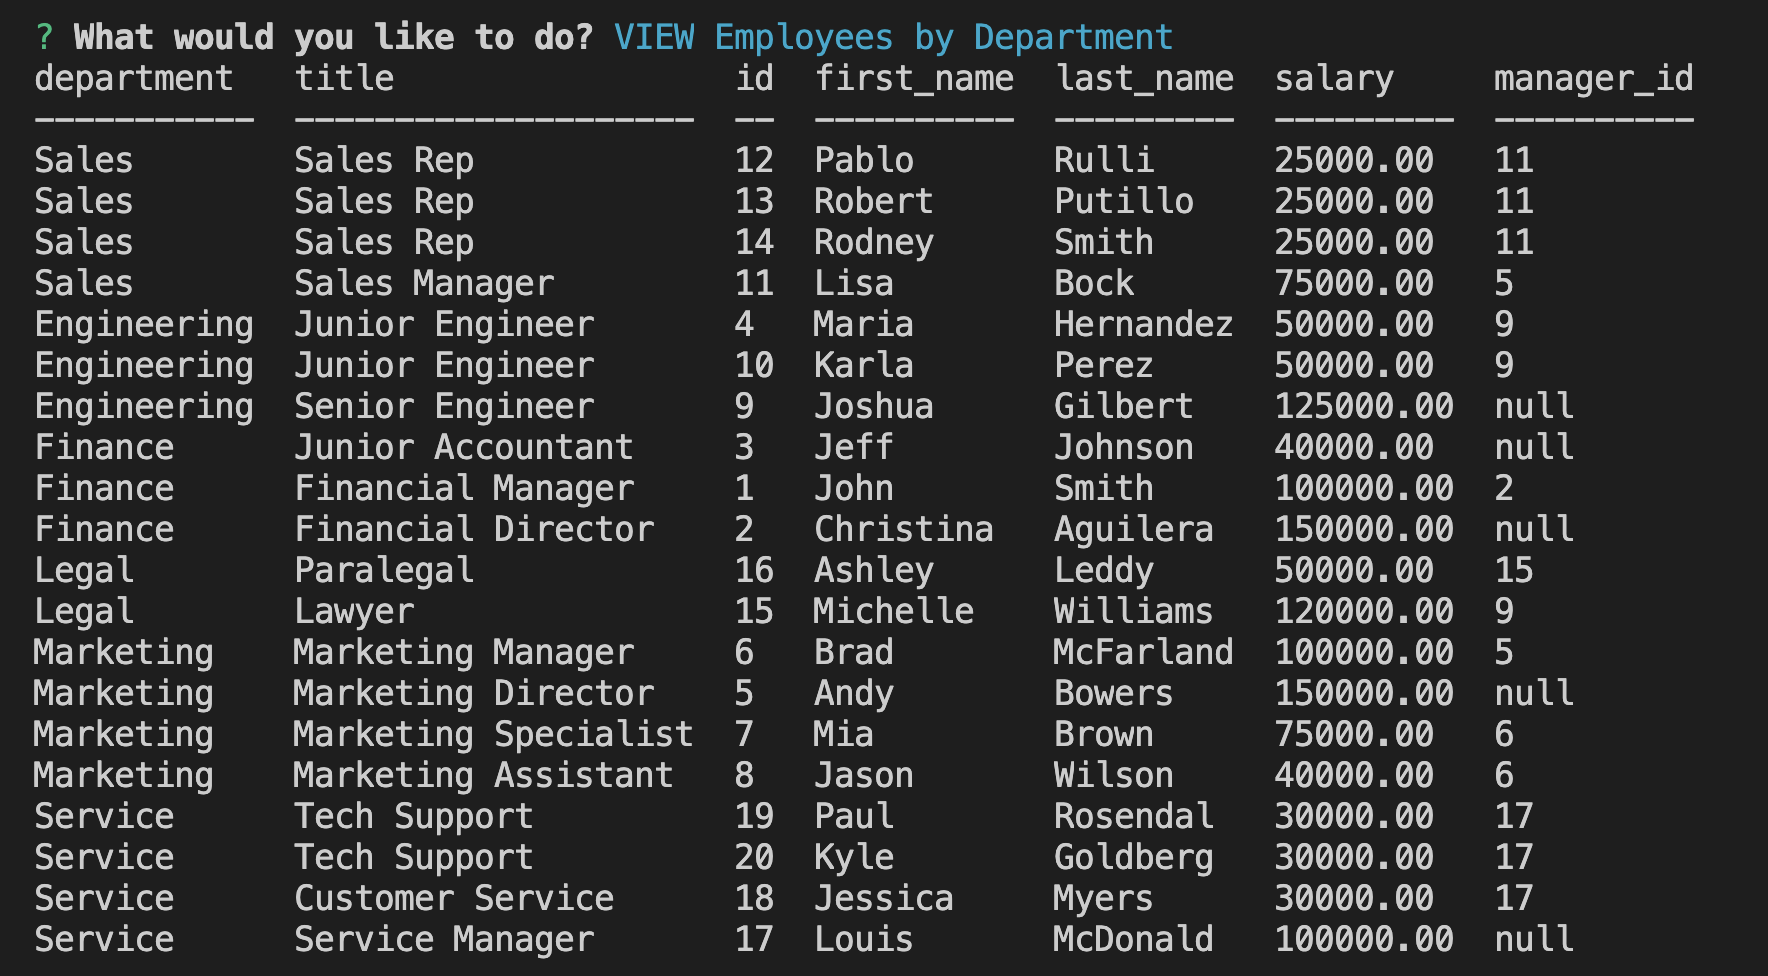 ? What would you like to do? VIEW Employees by Department
department   title                 id  first_name  last_name  salary     manager_id
-----------  --------------------  --  ----------  ---------  ---------  ----------
Sales        Sales Rep             12  Pablo       Rulli      25000.00   11
Sales        Sales Rep             13  Robert      Putillo    25000.00   11
Sales        Sales Rep             14  Rodney      Smith      25000.00   11
Sales        Sales Manager         11  Lisa        Bock       75000.00   5
Engineering  Junior Engineer       4   Maria       Hernandez  50000.00   9
Engineering  Junior Engineer       10  Karla       Perez      50000.00   9
Engineering  Senior Engineer       9   Joshua      Gilbert    125000.00  null
Finance      Junior Accountant     3   Jeff        Johnson    40000.00   null
Finance      Financial Manager     1   John        Smith      100000.00  2
Finance      Financial Director    2   Christina   Aguilera   150000.00  null
Legal        Paralegal             16  Ashley      Leddy      50000.00   15
Legal        Lawyer                15  Michelle    Williams   120000.00  9
Marketing    Marketing Manager     6   Brad        McFarland  100000.00  5
Marketing    Marketing Director    5   Andy        Bowers     150000.00  null
Marketing    Marketing Specialist  7   Mia         Brown      75000.00   6
Marketing    Marketing Assistant   8   Jason       Wilson     40000.00   6
Service      Tech Support          19  Paul        Rosendal   30000.00   17
Service      Tech Support          20  Kyle        Goldberg   30000.00   17
Service      Customer Service      18  Jessica     Myers      30000.00   17
Service      Service Manager       17  Louis       McDonald   100000.00  null